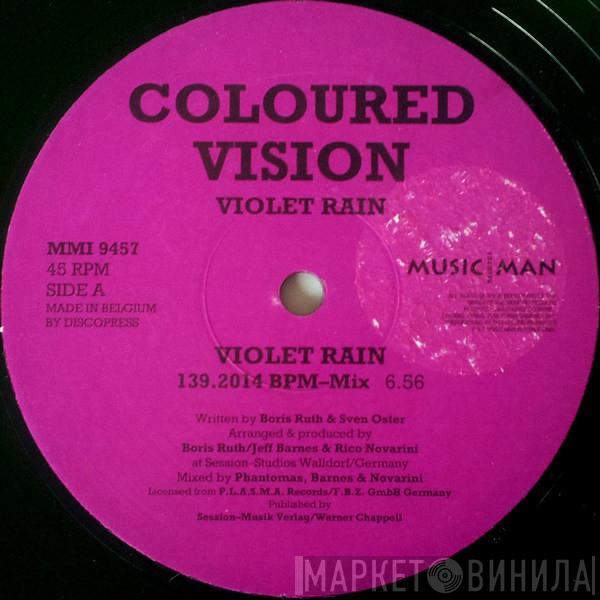 COLOURED
VISION
VIOLET RAIN
MMI 9457
45 RPM
SIDE A
MADE IN BELGIUM
BY DISCOPRESS
MUSIC MAN
RECORDS
VIOLET RAIN
139.2014 BPM–Mix 6.56
Written by Boris Ruth & Sven Oster
Arranged & produced by
Boris Ruth/Jeff Barnes & Rico Novarini
at Session–Studios Walldorf/Germany
Mixed by Phantomas, Barnes & Novarini
Licensed from P.L.A.S.M.A. Records/F.B.Z. GmbH Germany
Published by
Session–Musik Verlag/Warner Chappell
МАРКЕТ ВИНИЛА